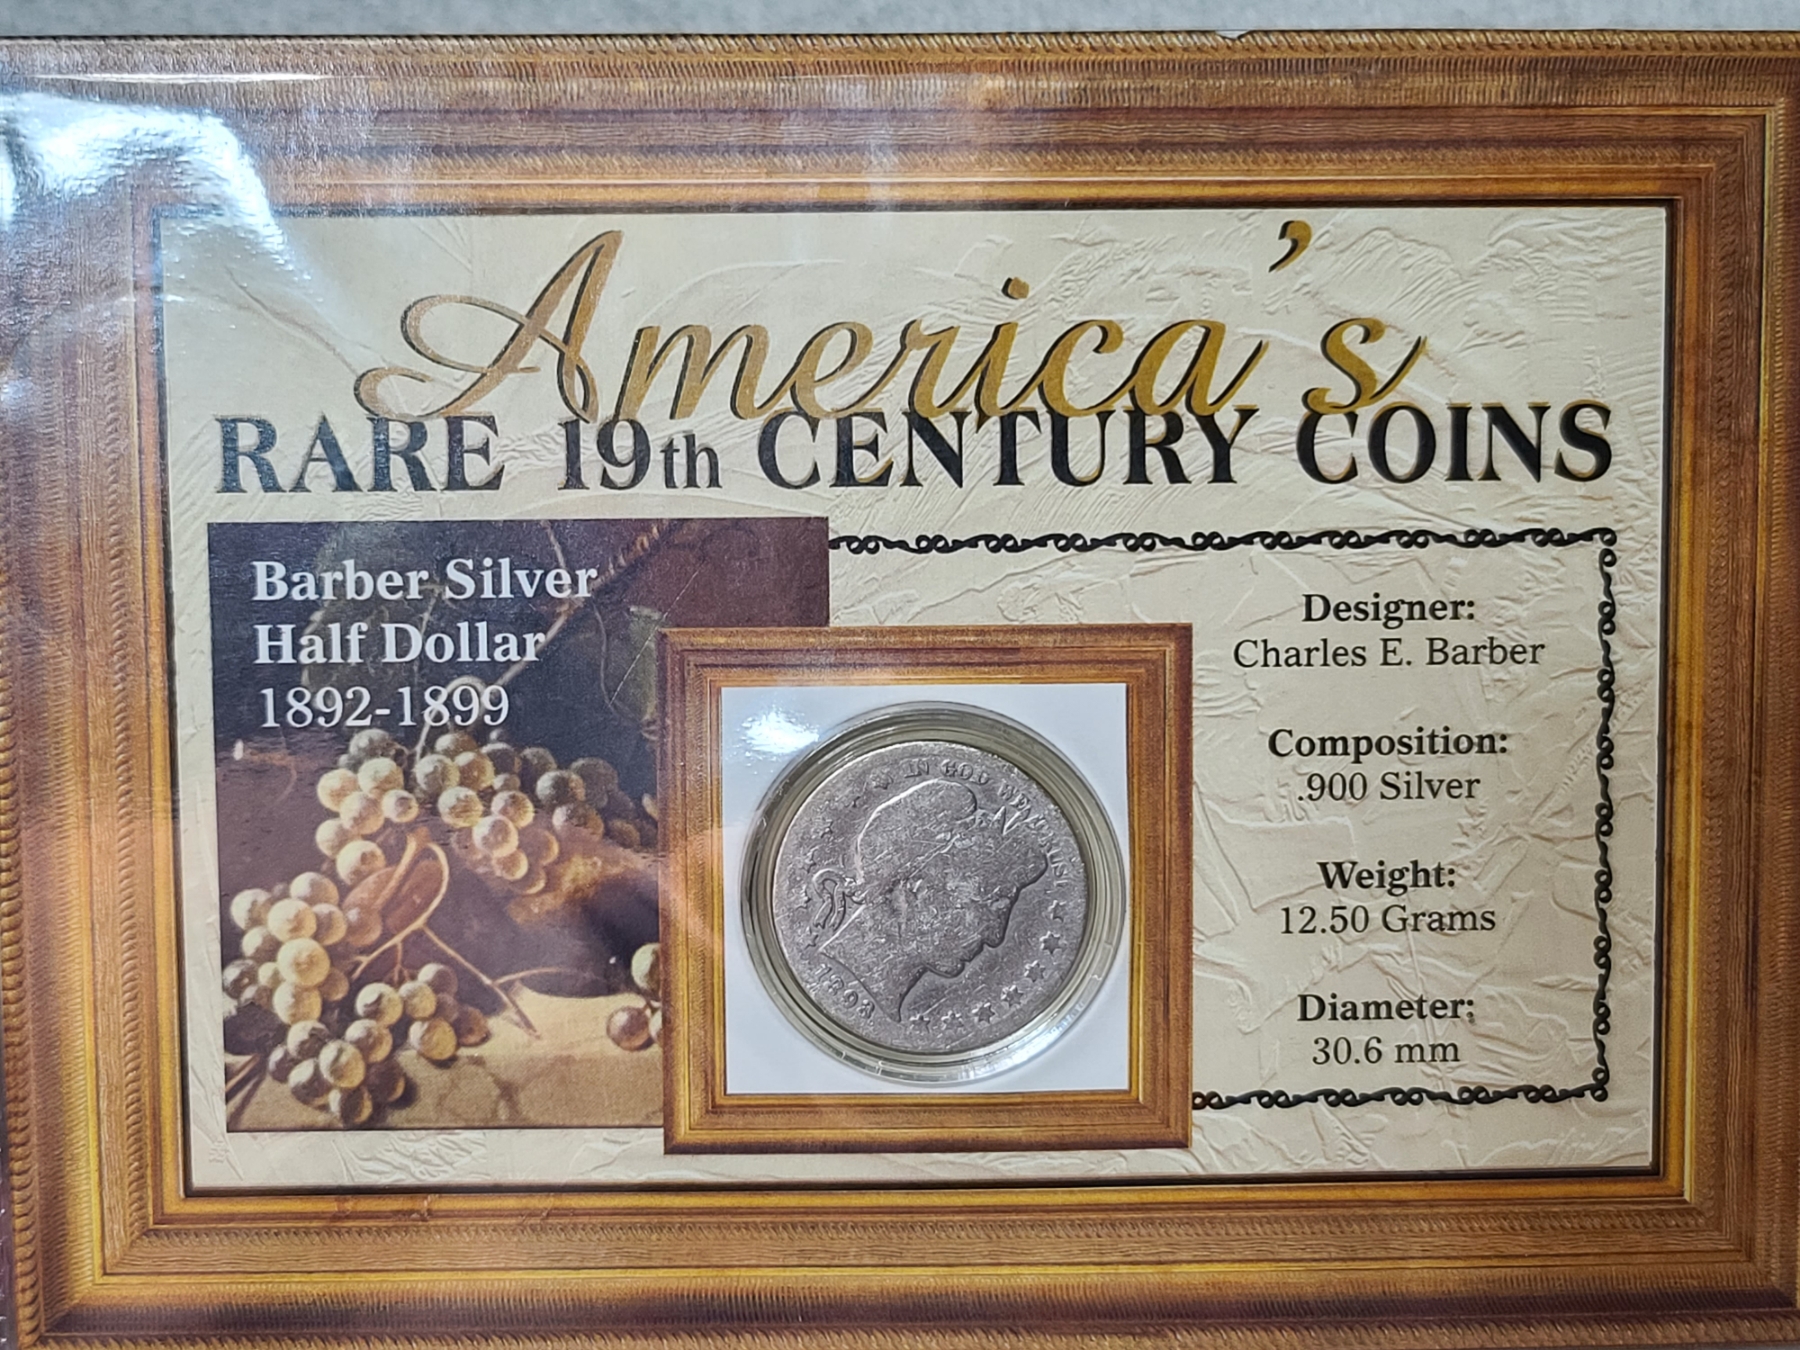 America's
RARE 19th CENTURY COINS
Barber Silver
Half Dollar
1892-1899
Designer:
Charles E. Barber
Composition:
.900 Silver
Weight:
12.50 Grams
Diameter:
30.6 mm
IN GOD WE TRUST
1893